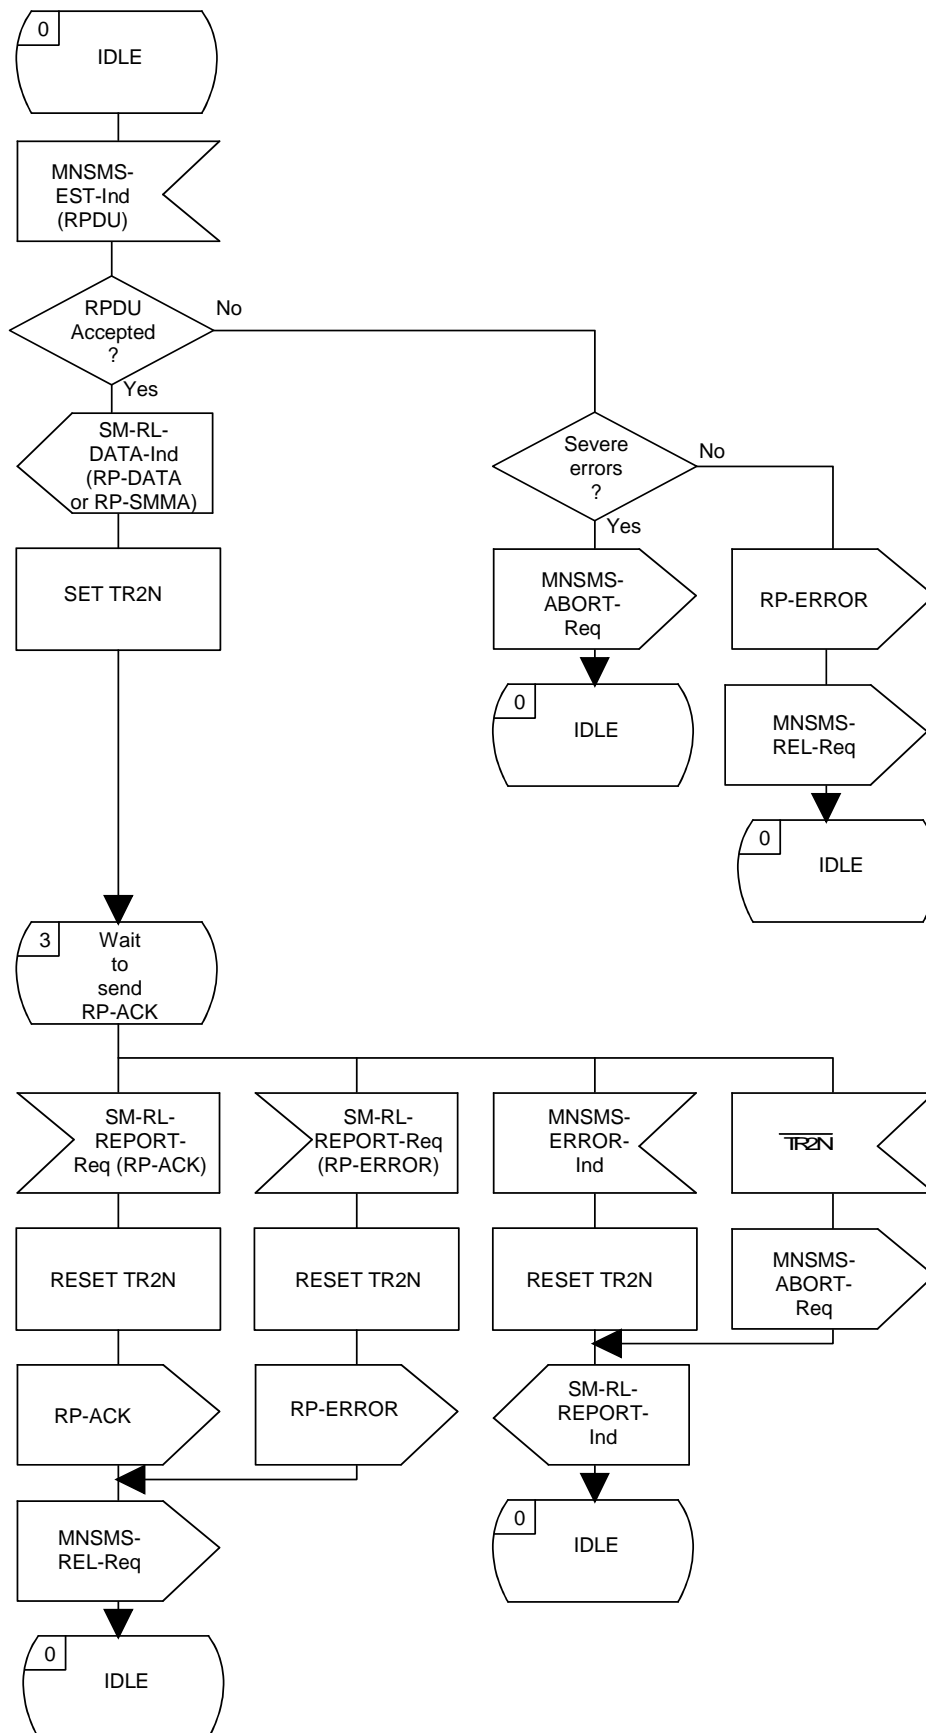 0
IDLE
MNSMS-
EST-Ind
(RPDU)
RPDU
Accepted
?
No
Yes
SM-RL-
DATA-Ind
(RP-DATA
or RP-SMMA)
SET TR2N
Severe
errors
?
No
Yes
MNSMS-
ABORT-
Req
RP-ERROR
0
IDLE
MNSMS-
REL-Req
0
IDLE
3
Wait
to
send
RP-ACK
SM-RL-
REPORT-
Req (RP-ACK)
SM-RL-
REPORT-Req
(RP-ERROR)
MNSMS-
ERROR-
Ind
TR2N
RESET TR2N
RESET TR2N
RESET TR2N
MNSMS-
ABORT-
Req
RP-ACK
RP-ERROR
SM-RL-
REPORT-
Ind
MNSMS-
REL-Req
0
IDLE
0
IDLE